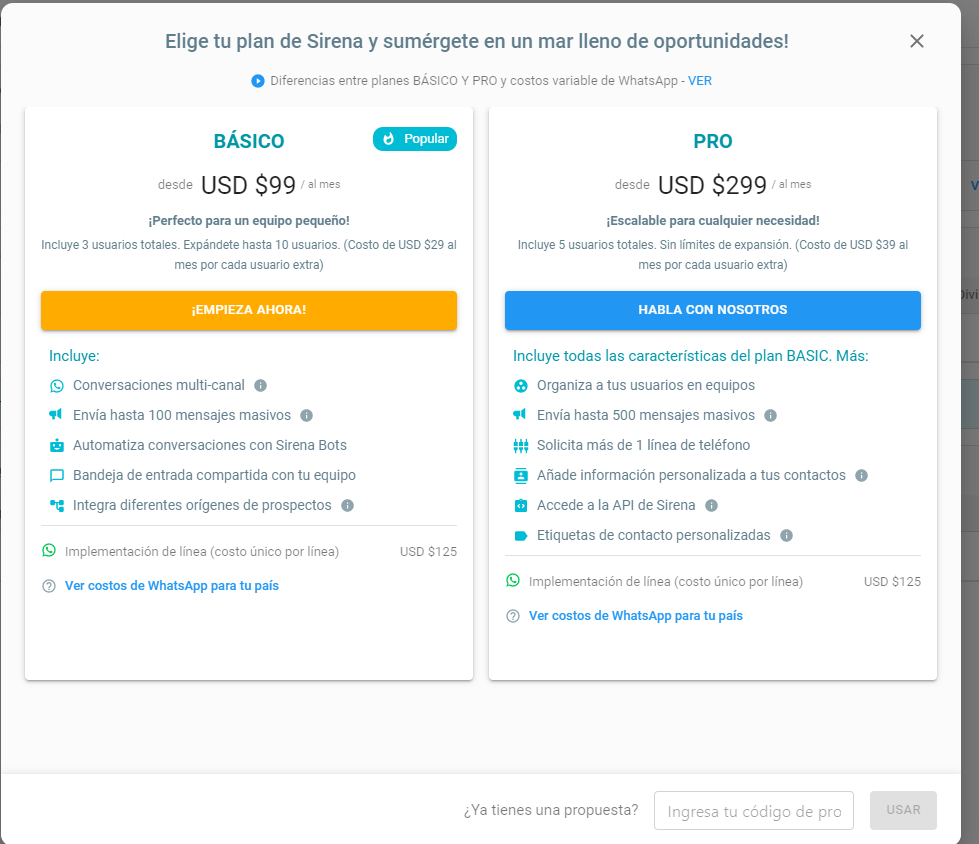 Elige tu plan de Sirena y sumérgete en un mar lleno de oportunidades!
Diferencias entre planes BÁSICO Y PRO y costos variable de WhatsApp - VER
BÁSICO
Popular
desde USD $99 / al mes
¡Perfecto para un equipo pequeño!
Incluye 3 usuarios totales. Expándete hasta 10 usuarios. (Costo de USD $29 al
mes por cada usuario extra)
¡EMPIEZA AHORA!
Incluye:
Conversaciones multi-canal
Envía hasta 100 mensajes masivos
Automatiza conversaciones con Sirena Bots
Bandeja de entrada compartida con tu equipo
Integra diferentes orígenes de prospectos
Implementación de línea (costo único por línea) USD $125
Ver costos de WhatsApp para tu país
PRO
desde USD $299 / al mes
¡Escalable para cualquier necesidad!
Incluye 5 usuarios totales. Sin límites de expansión. (Costo de USD $39 al
mes por cada usuario extra)
HABLA CON NOSOTROS
Incluye todas las características del plan BASIC. Más:
Organiza a tus usuarios en equipos
Envía hasta 500 mensajes masivos
Solicita más de 1 línea de teléfono
Añade información personalizada a tus contactos
Accede a la API de Sirena
Etiquetas de contacto personalizadas
Implementación de línea (costo único por línea) USD $125
Ver costos de WhatsApp para tu país
¿Ya tienes una propuesta? Ingresa tu código de pro USAR